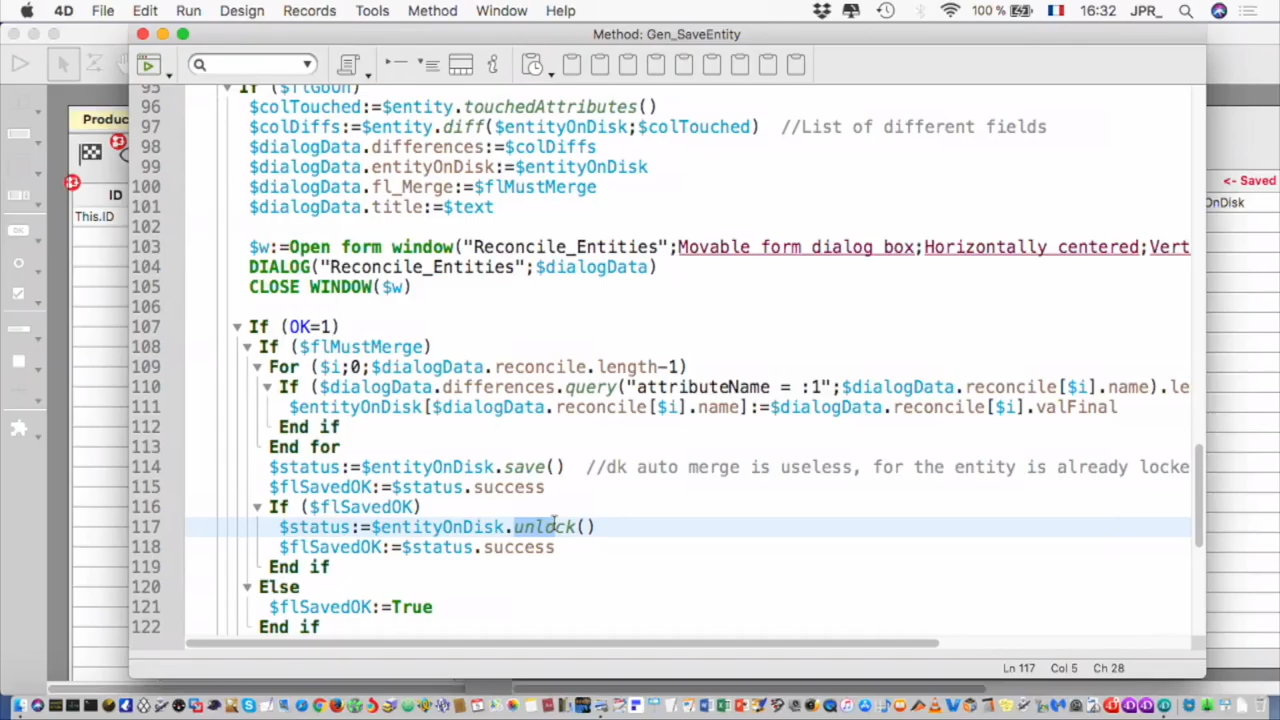 4D File Edit Run Design Records Tools Method Window Help 100 % 16:32 JPR_
Method: Gen_SaveEntity
Produc
ID
This.ID
OK
<- Saved
OnDisk
95 If ($flGoOn)
96 $colTouched:=$entity.touchedAttributes()
97 $colDiffs:=$entity.diff($entityOnDisk;$colTouched) //List of different fields
98 $dialogData.differences:=$colDiffs
99 $dialogData.entityOnDisk:=$entityOnDisk
100 $dialogData.fl_Merge:=$flMustMerge
101 $dialogData.title:=$text
102
103 $w:=Open form window("Reconcile_Entities";Movable form dialog box;Horizontally centered;Vert
104 DIALOG("Reconcile_Entities";$dialogData)
105 CLOSE WINDOW($w)
106
107 If (OK=1)
108 If ($flMustMerge)
109 For ($i;0;$dialogData.reconcile.length-1)
110 If ($dialogData.differences.query("attributeName = :1";$dialogData.reconcile[$i].name).le
111 $entityOnDisk[$dialogData.reconcile[$i].name]:=$dialogData.reconcile[$i].valFinal
112 End if
113 End for
114 $status:=$entityOnDisk.save() //dk auto merge is useless, for the entity is already locke
115 $flSavedOK:=$status.success
116 If ($flSavedOK)
117 $status:=$entityOnDisk.unlock()
118 $flSavedOK:=$status.success
119 End if
120 Else
121 $flSavedOK:=True
122 End if
Ln 117 Col 5 Ch 28